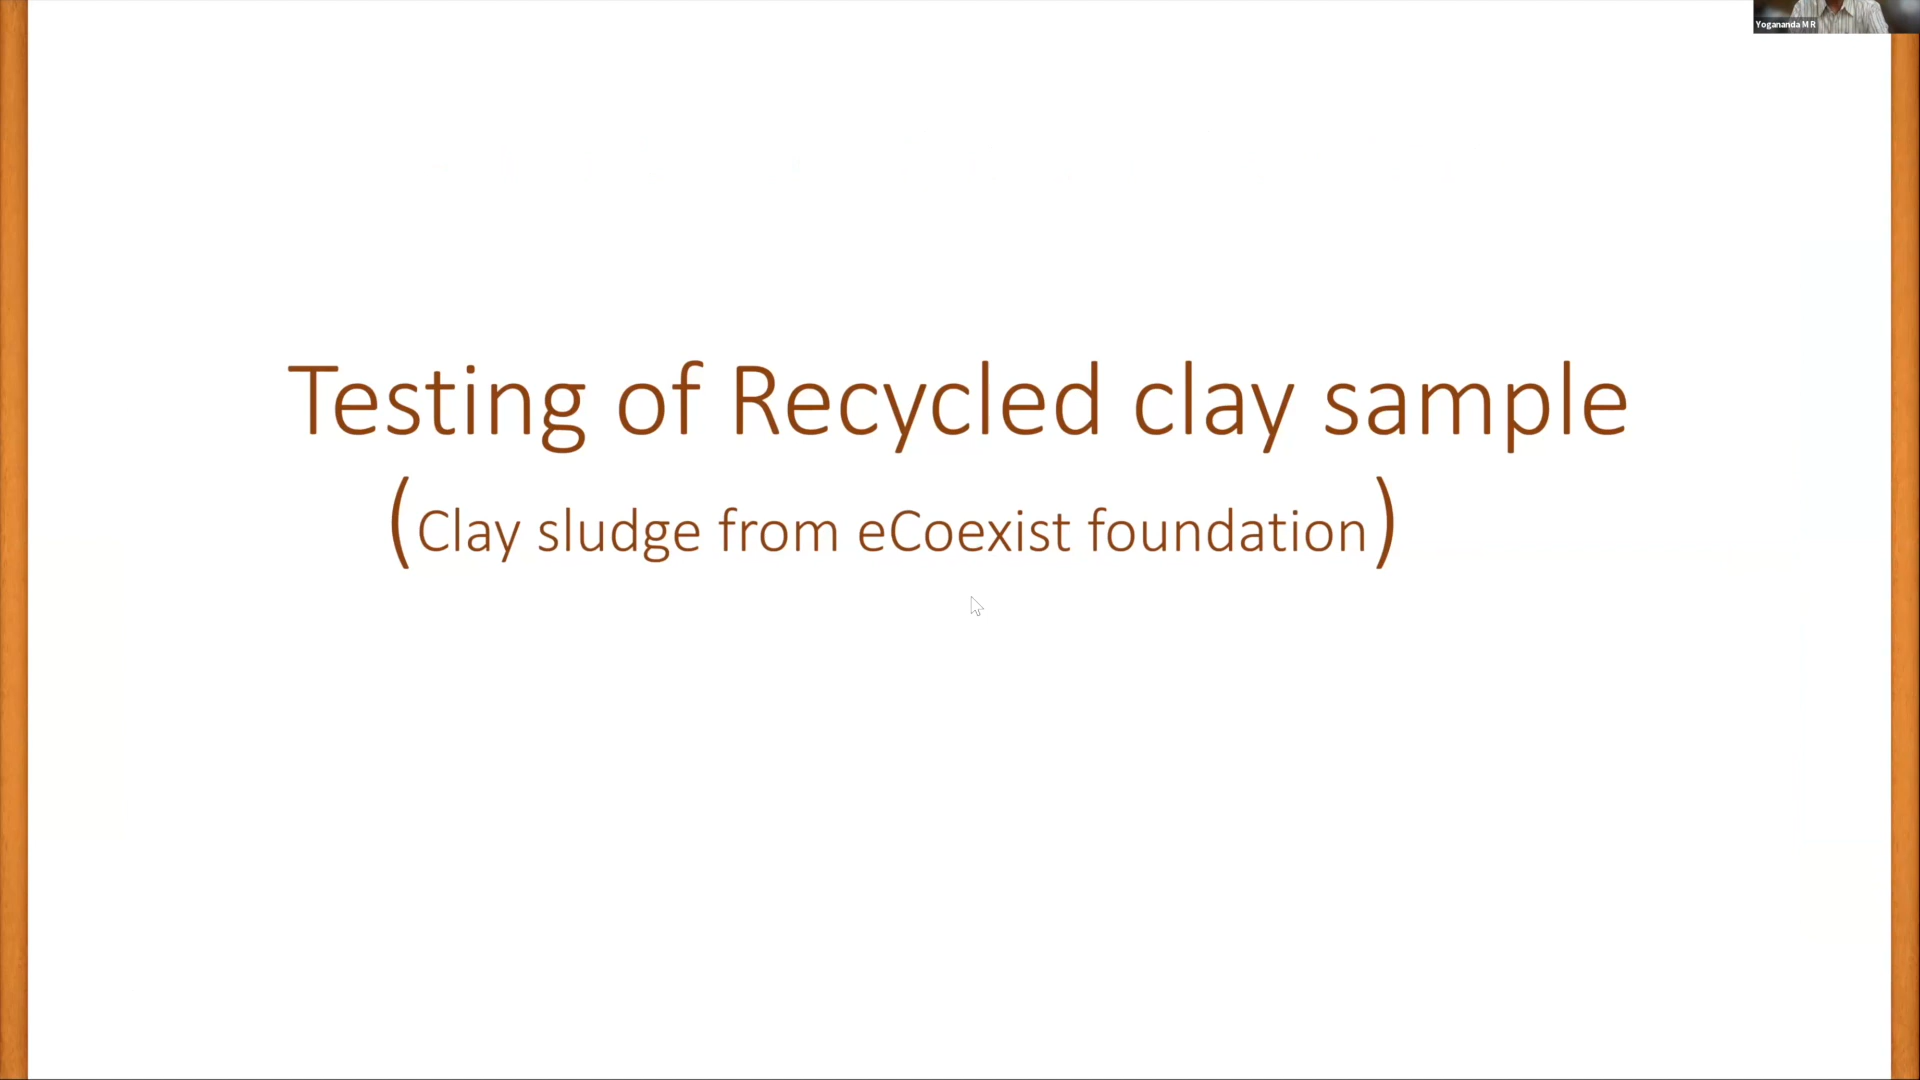 Yogananda M R
Testing of Recycled clay sample
(Clay sludge from eCoexist foundation)